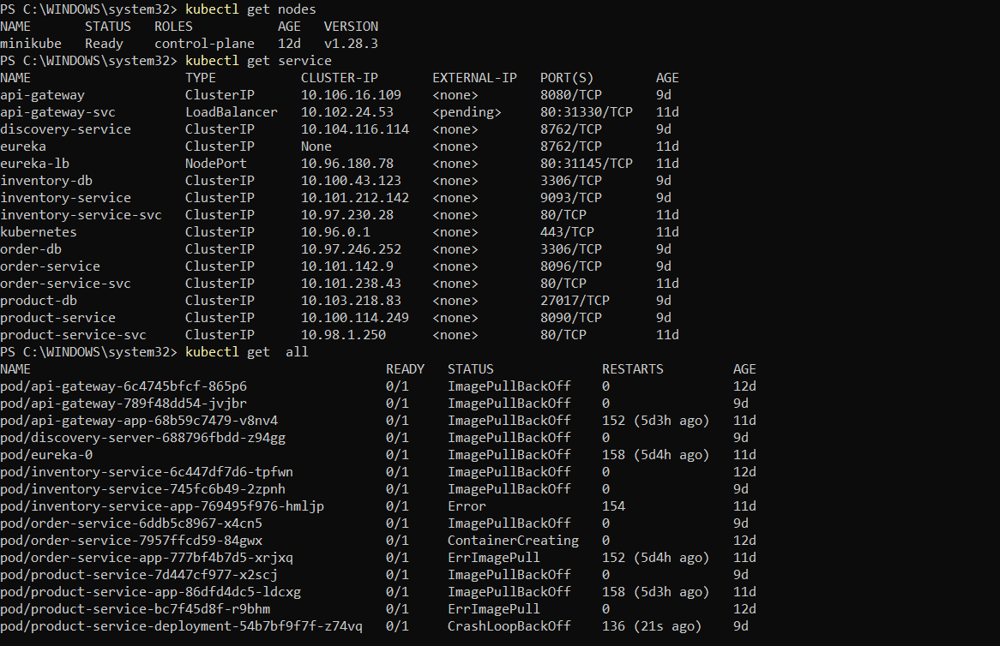 PS C:\WINDOWS\system32> kubectl get nodes
NAME STATUS ROLES AGE VERSION
minikube Ready control-plane 12d v1.28.3
PS C:\WINDOWS\system32> kubectl get service
NAME TYPE CLUSTER-IP EXTERNAL-IP PORT(S) AGE
api-gateway ClusterIP 10.106.16.109 <none> 8080/TCP 9d
api-gateway-svc LoadBalancer 10.102.24.53 <pending> 80:31330/TCP 11d
discovery-service ClusterIP 10.104.116.114 <none> 8762/TCP 9d
eureka ClusterIP None <none> 8762/TCP 11d
eureka-lb NodePort 10.96.180.78 <none> 80:31145/TCP 11d
inventory-db ClusterIP 10.100.43.123 <none> 3306/TCP 9d
inventory-service ClusterIP 10.101.212.142 <none> 9093/TCP 9d
inventory-service-svc ClusterIP 10.97.230.28 <none> 80/TCP 11d
kubernetes ClusterIP 10.96.0.1 <none> 443/TCP 11d
order-db ClusterIP 10.97.246.252 <none> 3306/TCP 9d
order-service ClusterIP 10.101.142.9 <none> 8096/TCP 9d
order-service-svc ClusterIP 10.101.238.43 <none> 80/TCP 11d
product-db ClusterIP 10.103.218.83 <none> 27017/TCP 9d
product-service ClusterIP 10.100.114.249 <none> 8090/TCP 9d
product-service-svc ClusterIP 10.98.1.250 <none> 80/TCP 11d
PS C:\WINDOWS\system32> kubectl get  all
NAME READY STATUS RESTARTS AGE
pod/api-gateway-6c4745bfcf-865p6 0/1 ImagePullBackOff 0 12d
pod/api-gateway-789f48dd54-jvjbr 0/1 ImagePullBackOff 0 9d
pod/api-gateway-app-68b59c7479-v8nv4 0/1 ImagePullBackOff 152 (5d3h ago) 11d
pod/discovery-server-688796fbdd-z94gg 0/1 ImagePullBackOff 0 9d
pod/eureka-0 0/1 ImagePullBackOff 158 (5d4h ago) 11d
pod/inventory-service-6c447df7d6-tpfwn 0/1 ImagePullBackOff 0 12d
pod/inventory-service-745fc6b49-2zpnh 0/1 ImagePullBackOff 0 9d
pod/inventory-service-app-769495f976-hmljp 0/1 Error 154 11d
pod/order-service-6ddb5c8967-x4cn5 0/1 ImagePullBackOff 0 9d
pod/order-service-7957ffcd59-84gwx 0/1 ContainerCreating 0 12d
pod/order-service-app-777bf4b7d5-xrjxq 0/1 ErrImagePull 152 (5d4h ago) 11d
pod/product-service-7d447cf977-x2scj 0/1 ImagePullBackOff 0 9d
pod/product-service-app-86dfd4dc5-ldcxg 0/1 ImagePullBackOff 158 (5d3h ago) 11d
pod/product-service-bc7f45d8f-r9bhm 0/1 ErrImagePull 0 12d
pod/product-service-deployment-54b7bf9f7f-z74vq 0/1 CrashLoopBackOff 136 (21s ago) 9d